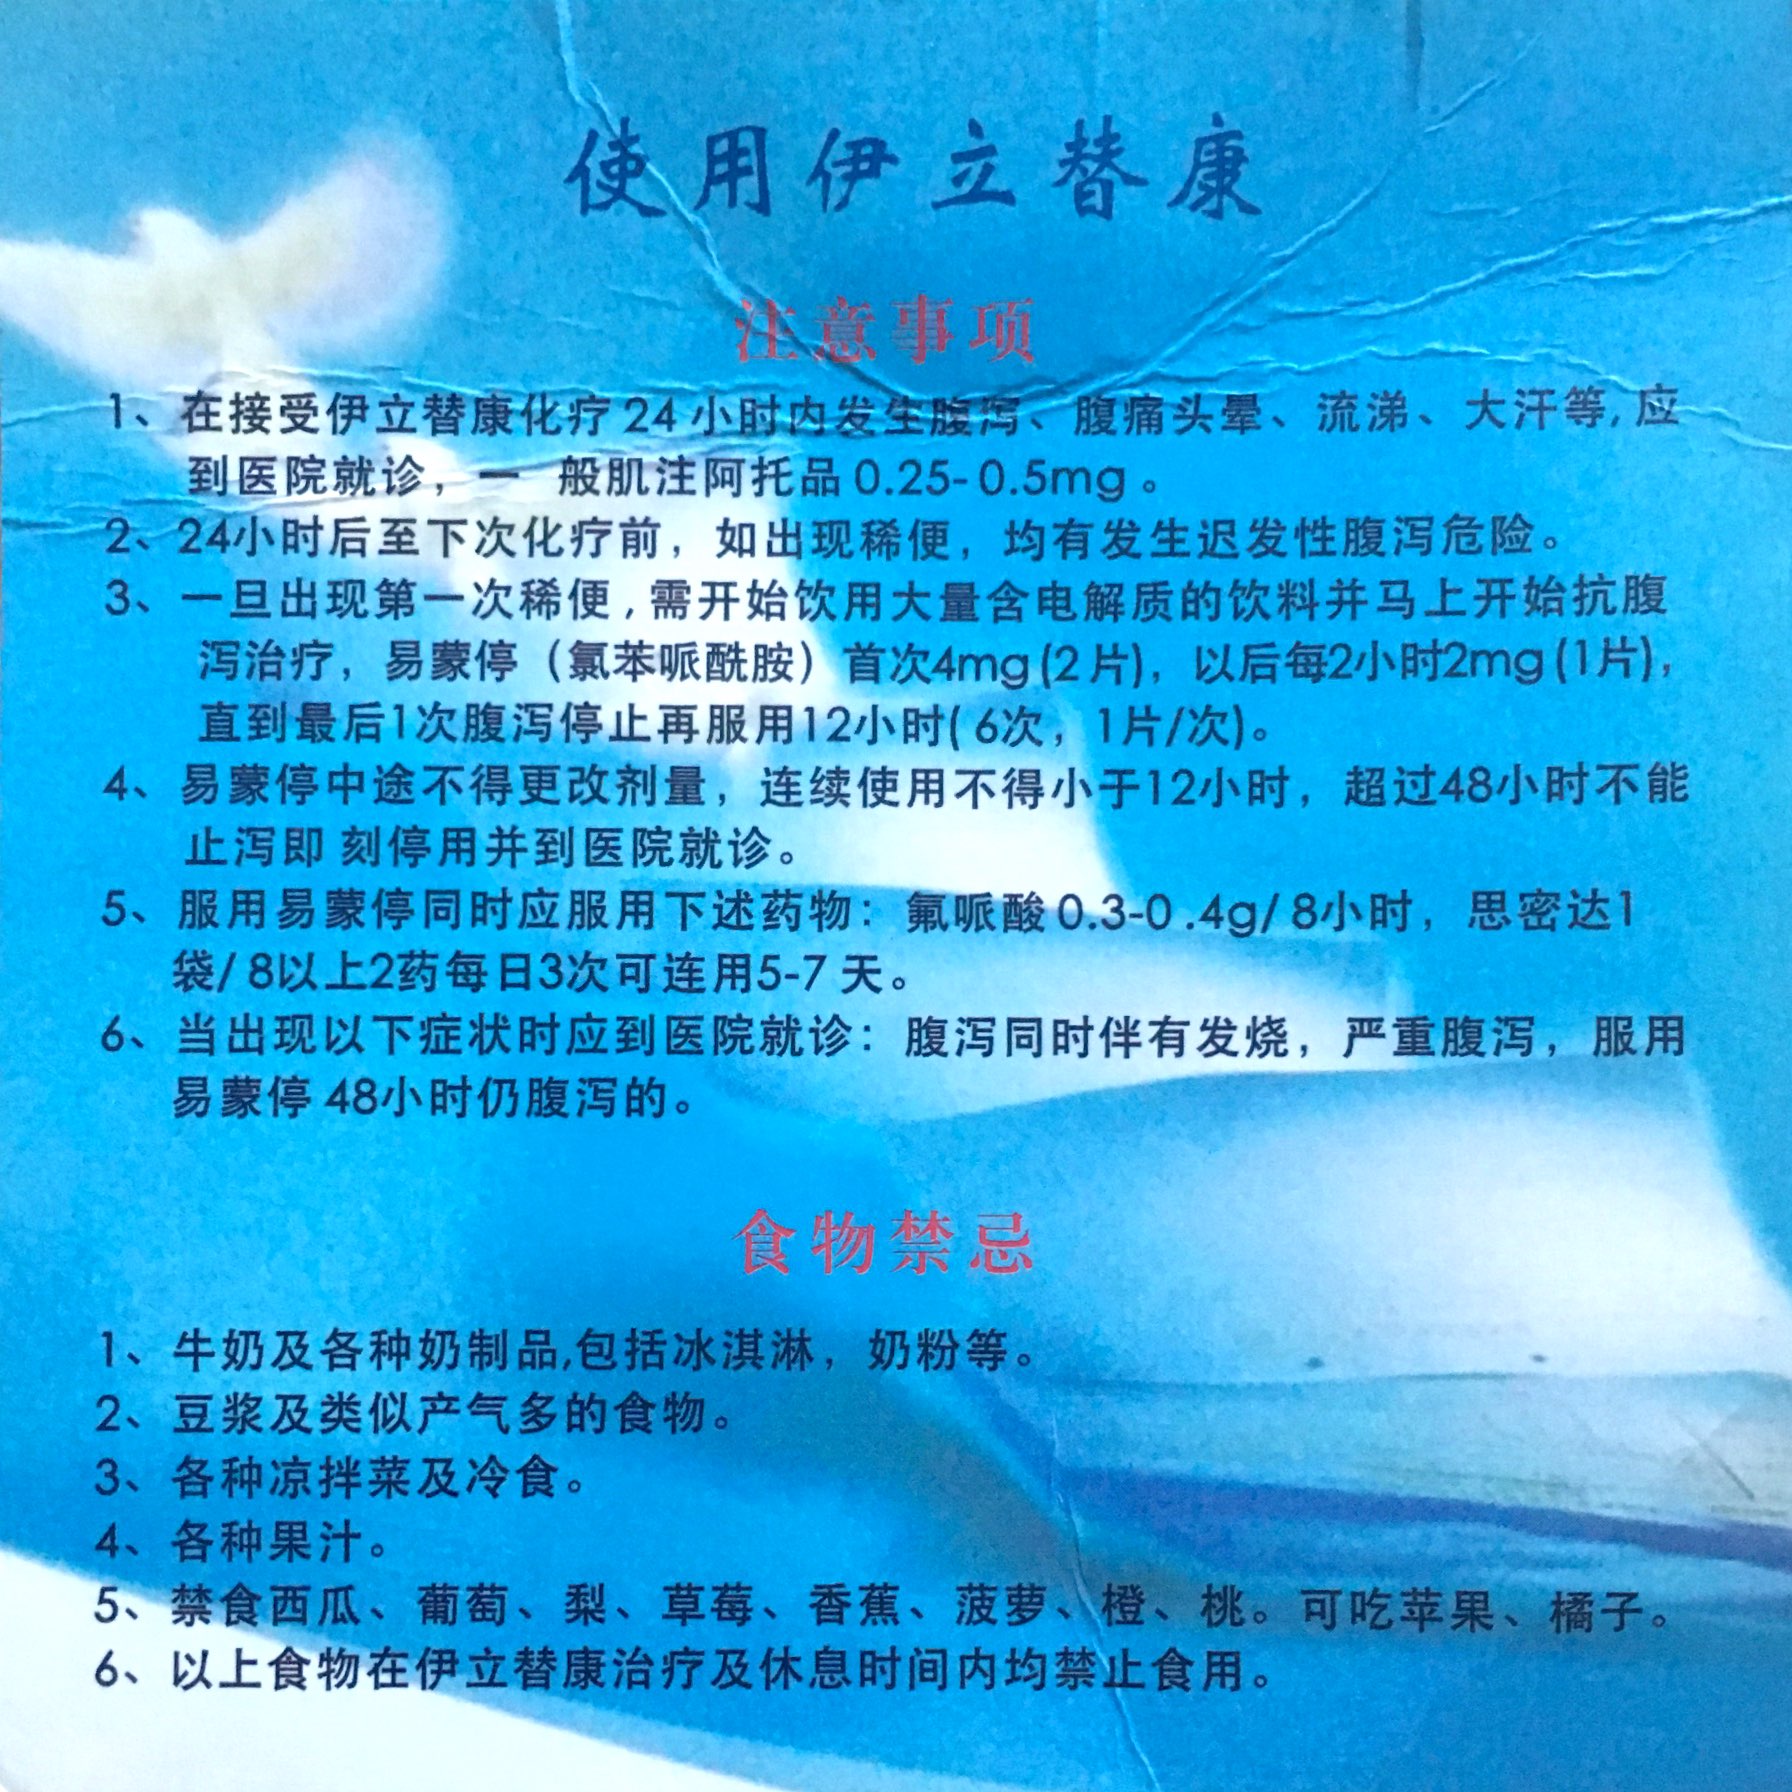 使用伊立替康
注意事项
1、在接受伊立替康化疗24小时内发生腹泻、腹痛头晕、流涕、大汗等,应
到医院就诊，一 般肌注阿托品0.25-0.5mg。
2、24小时后至下次化疗前，如出现稀便，均有发生迟发性腹泻危险。
3、一旦出现第一次稀便,需开始饮用大量含电解质的饮料并马上开始抗腹
泻治疗，易蒙停（氯苯哌酰胺）首次4mg(2片)，以后每2小时2mg(1片)，
直到最后1次腹泻停止再服用12小时( 6次，1片/次)。
4、易蒙停中途不得更改剂量，连续使用不得小于12小时，超过48小时不能
止泻即 刻停用并到医院就诊。
5、服用易蒙停同时应服用下述药物：氟哌酸0.3-0.4g/ 8小时，思密达1
袋/ 8以上2药每日3次可连用5-7 天。
6、当出现以下症状时应到医院就诊：腹泻同时伴有发烧，严重腹泻，服用
易蒙停 48小时仍腹泻的。
食物禁忌
1、牛奶及各种奶制品,包括冰淇淋，奶粉等。
2、豆浆及类似产气多的食物。
3、各种凉拌菜及冷食。
4、各种果汁。
5、禁食西瓜、葡萄、梨、草莓、香蕉、菠萝、橙、桃。可吃苹果、橘子。
6、以上食物在伊立替康治疗及休息时间内均禁止食用。